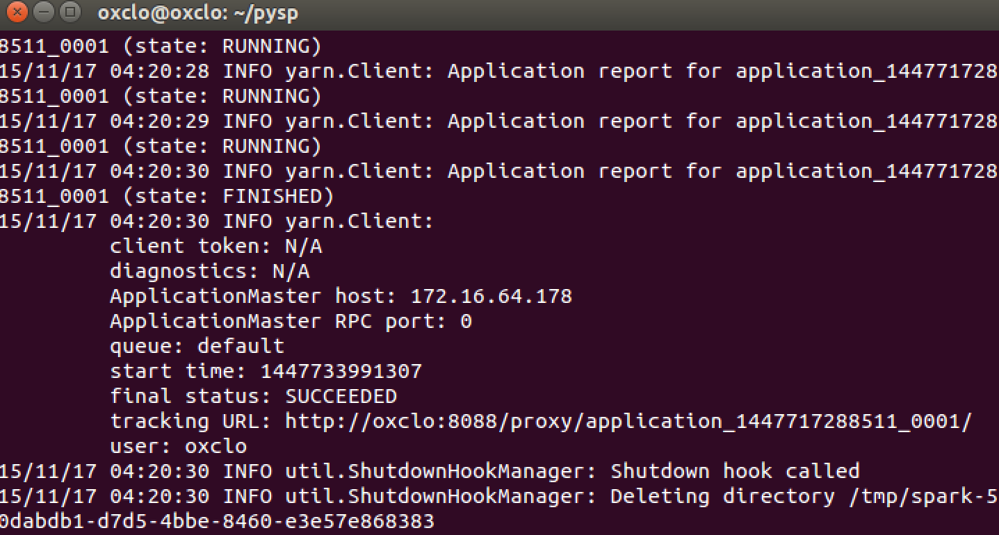 oxclo@oxclo: ~/pysp
8511_0001 (state: RUNNING)
15/11/17 04:20:28 INFO yarn.Client: Application report for application_144771728
8511_0001 (state: RUNNING)
15/11/17 04:20:29 INFO yarn.Client: Application report for application_144771728
8511_0001 (state: RUNNING)
15/11/17 04:20:30 INFO yarn.Client: Application report for application_144771728
8511_0001 (state: FINISHED)
15/11/17 04:20:30 INFO yarn.Client:
client token: N/A
diagnostics: N/A
ApplicationMaster host: 172.16.64.178
ApplicationMaster RPC port: 0
queue: default
start time: 1447733991307
final status: SUCCEEDED
tracking URL: http://oxclo:8088/proxy/application_1447717288511_0001/
user: oxclo
15/11/17 04:20:30 INFO util.ShutdownHookManager: Shutdown hook called
15/11/17 04:20:30 INFO util.ShutdownHookManager: Deleting directory /tmp/spark-5
0dabdb1-d7d5-4bbe-8460-e3e57e868383